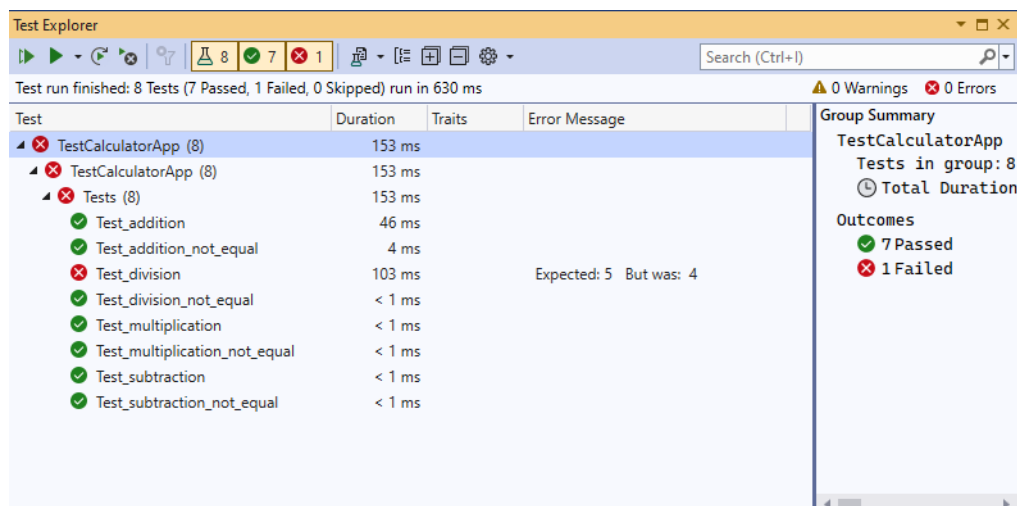 Test Explorer
8 7 1 Search (Ctrl+I)
Test run finished: 8 Tests (7 Passed, 1 Failed, 0 Skipped) run in 630 ms 0 Warnings 0 Errors
Test Duration Traits Error Message
TestCalculatorApp (8) 153 ms
TestCalculatorApp (8) 153 ms
Tests (8) 153 ms
Test_addition 46 ms
Test_addition_not_equal 4 ms
Test_division 103 ms Expected: 5 But was: 4
Test_division_not_equal < 1 ms
Test_multiplication < 1 ms
Test_multiplication_not_equal < 1 ms
Test_subtraction < 1 ms
Test_subtraction_not_equal < 1 ms
Group Summary
TestCalculatorApp
Tests in group: 8
Total Duration
Outcomes
7 Passed
1 Failed